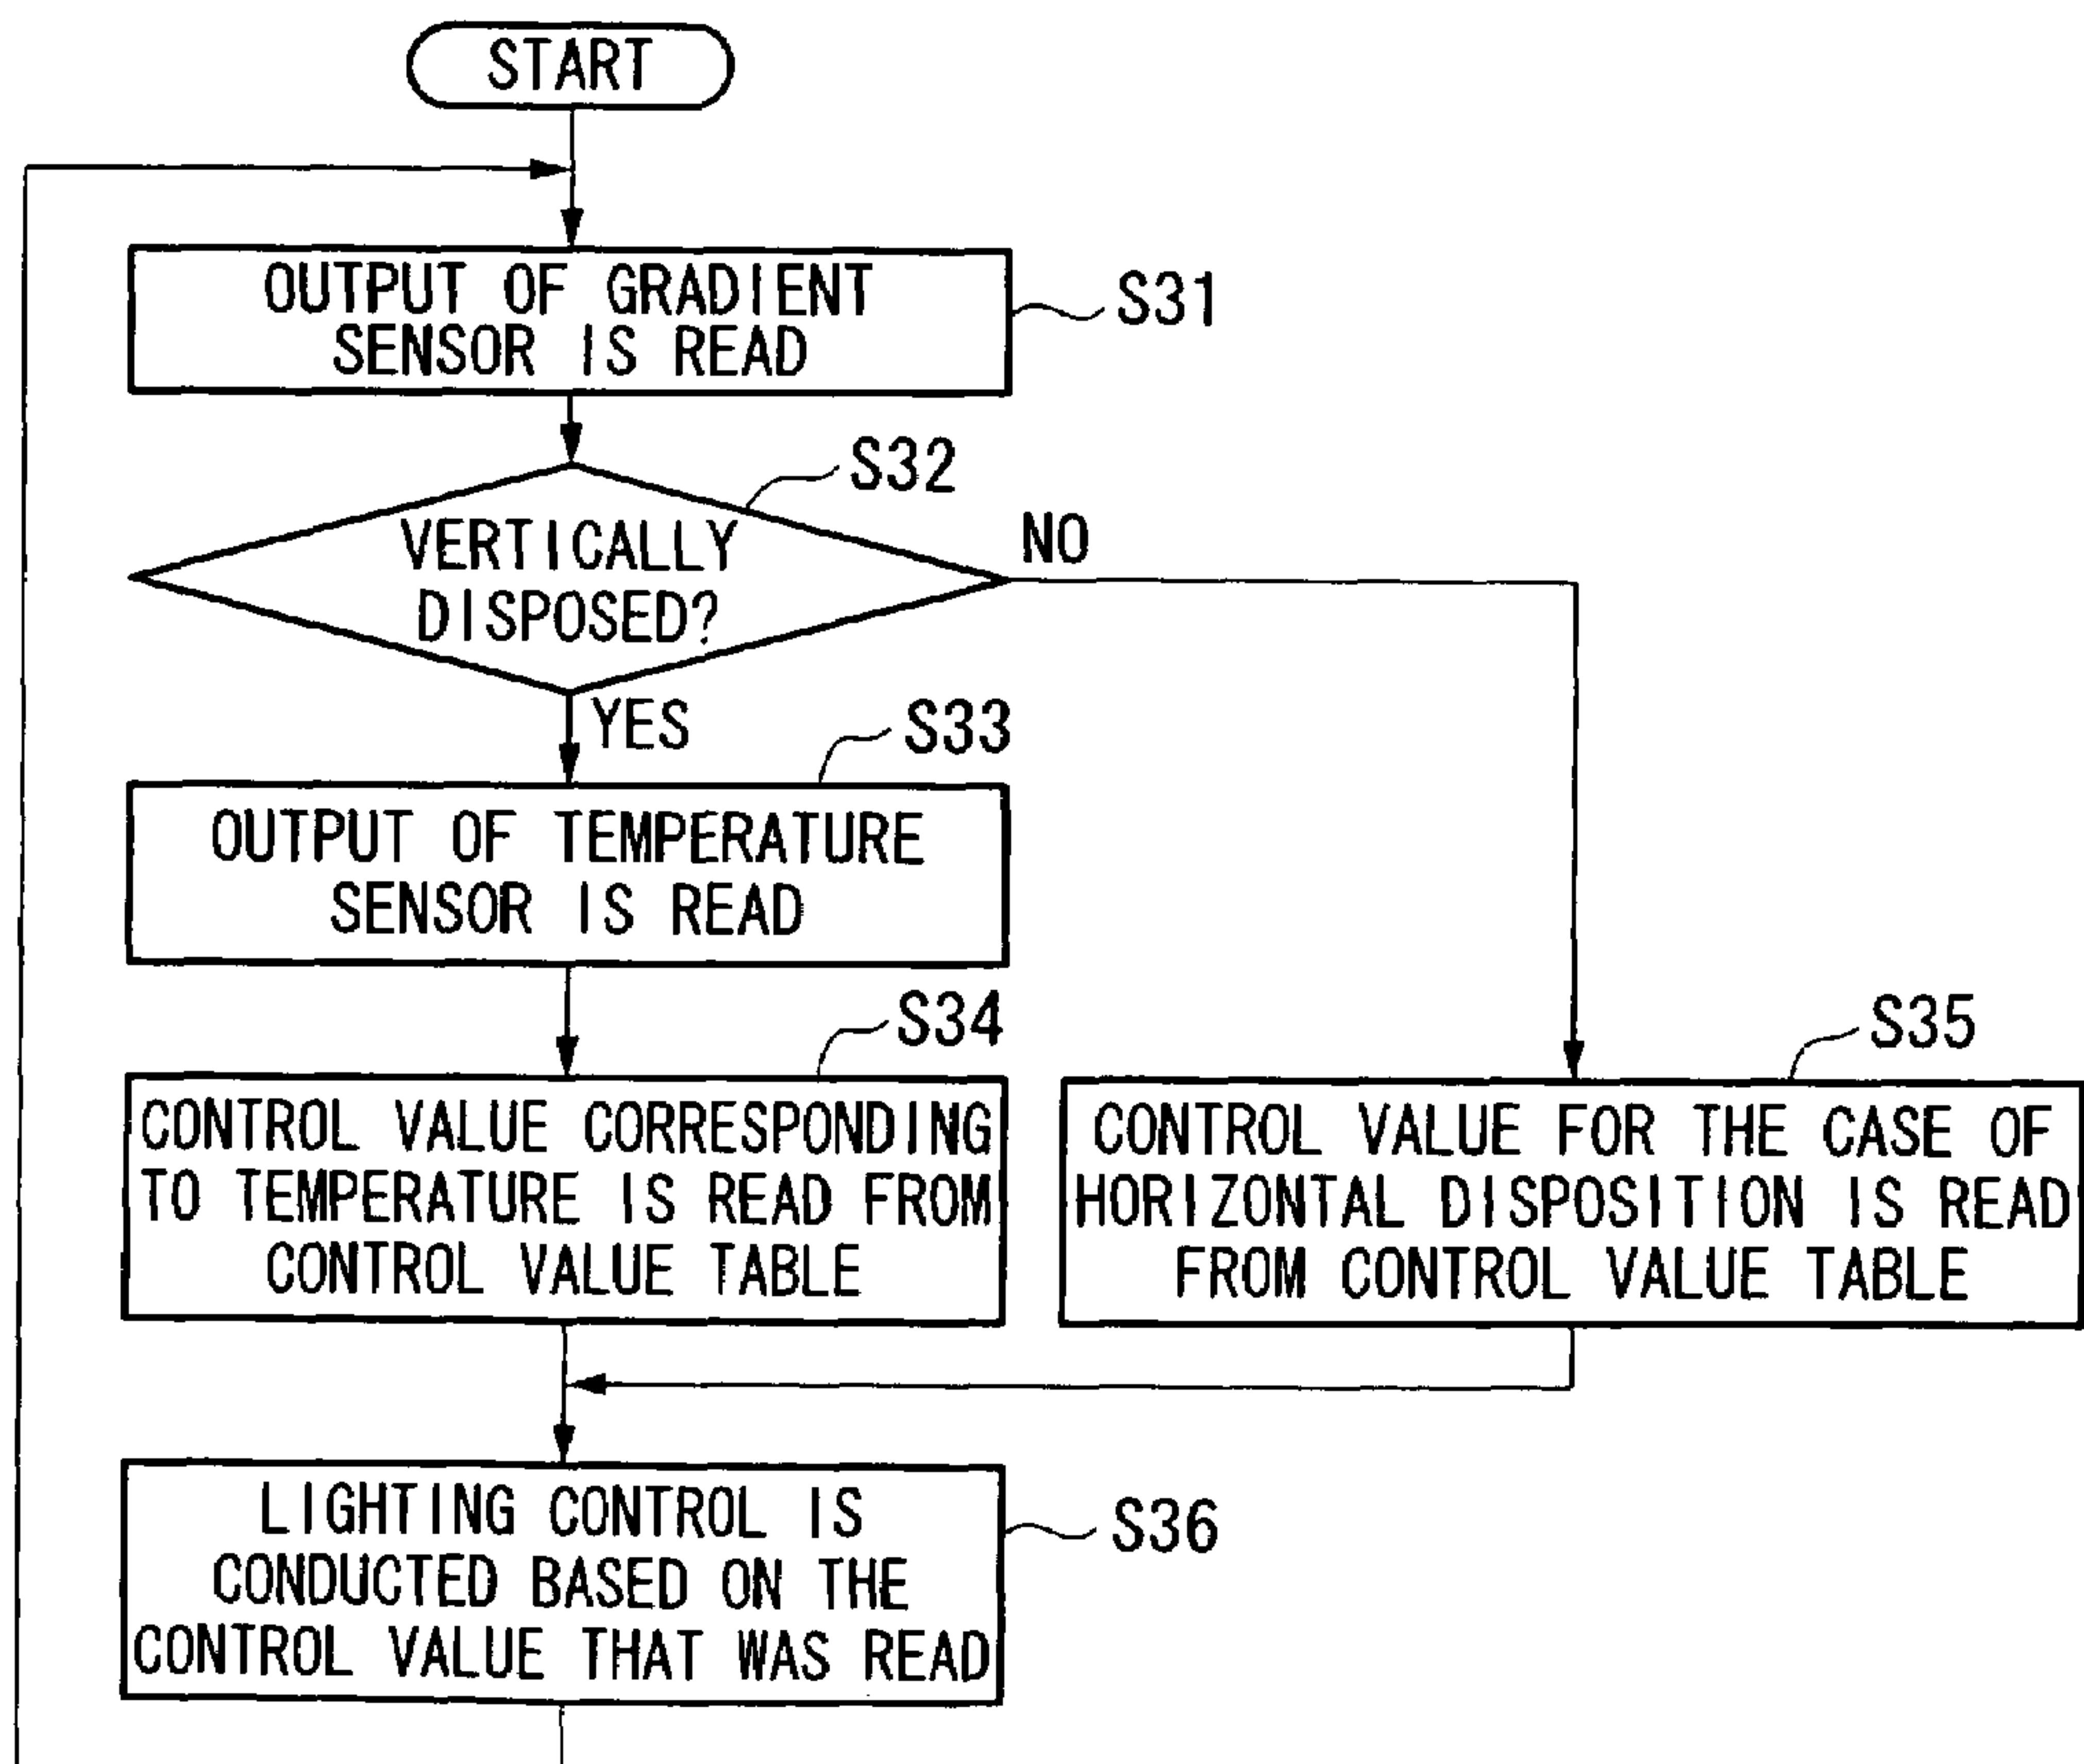 START
OUTPUT OF GRADIENT
SENSOR IS READ
S31
S32
VERTICALLY
DISPOSED?
NO
YES
S33
OUTPUT OF TEMPERATURE
SENSOR IS READ
S34
CONTROL VALUE CORRESPONDING
TO TEMPERATURE IS READ FROM
CONTROL VALUE TABLE
S35
CONTROL VALUE FOR THE CASE OF
HORIZONTAL DISPOSITION IS READ
FROM CONTROL VALUE TABLE
LIGHTING CONTROL IS
CONDUCTED BASED ON THE
CONTROL VALUE THAT WAS READ
S36